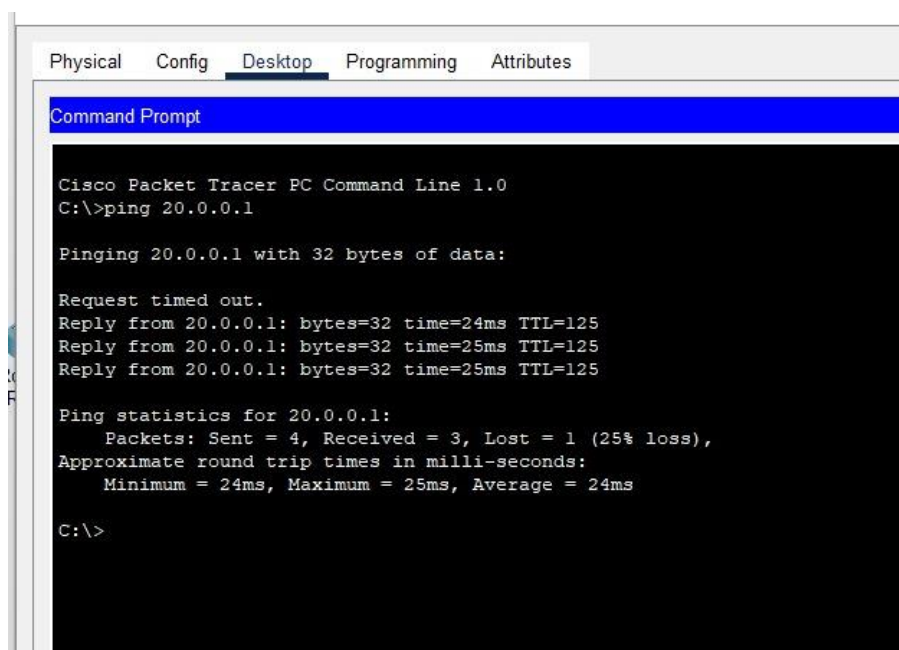 Physical Config Desktop Programming Attributes
Command Prompt
Cisco Packet Tracer PC Command Line 1.0
C:\>ping 20.0.0.1
Pinging 20.0.0.1 with 32 bytes of data:
Request timed out.
Reply from 20.0.0.1: bytes=32 time=24ms TTL=125
Reply from 20.0.0.1: bytes=32 time=25ms TTL=125
Reply from 20.0.0.1: bytes=32 time=25ms TTL=125
Ping statistics for 20.0.0.1:
Packets: Sent = 4, Received = 3, Lost = 1 (25% loss),
Approximate round trip times in milli-seconds:
Minimum = 24ms, Maximum = 25ms, Average = 24ms
C:\>